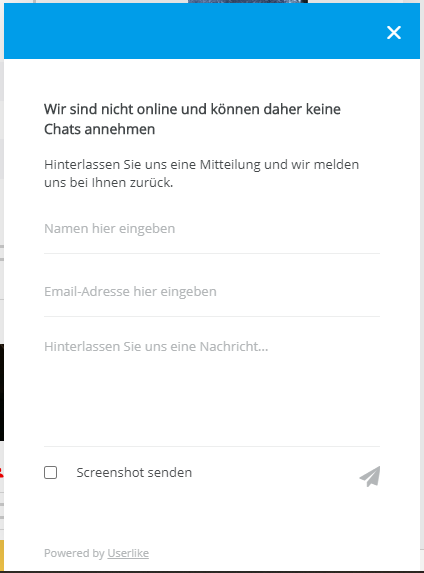 Wir sind nicht online und können daher keine
Chats annehmen
Hinterlassen Sie uns eine Mitteilung und wir melden
uns bei Ihnen zurück.
Namen hier eingeben
Email-Adresse hier eingeben
Hinterlassen Sie uns eine Nachricht...
Screenshot senden
Powered by Userlike